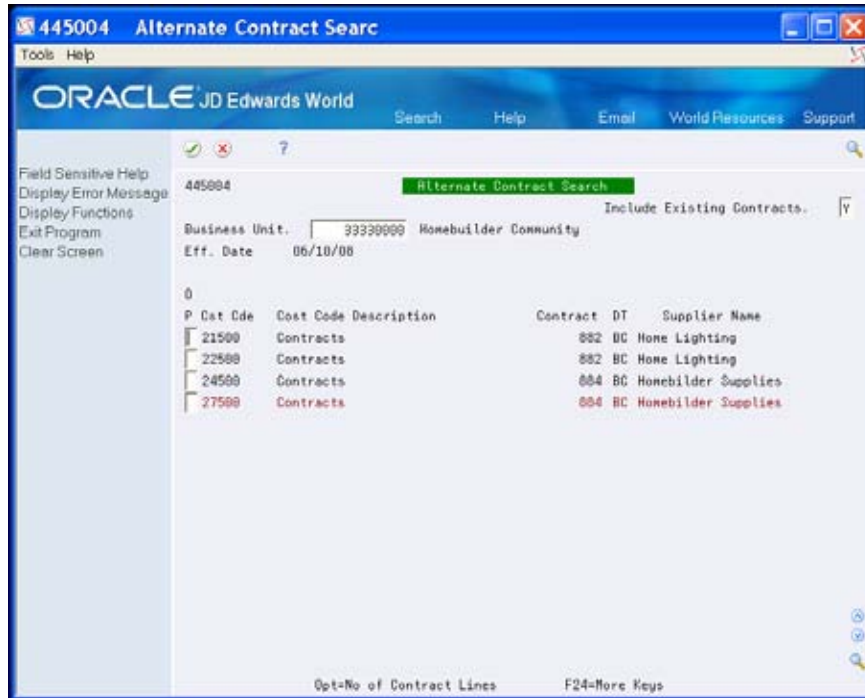 445004 Alternate Contract Searc
Tools Help
ORACLE JD Edwards World
Search Help Email World Resources Support
Field Sensitive Help
Display Error Message
Display Functions
Exit Program
Clear Screen
?
445004 Alternate Contract Search
Include Existing Contracts. Y
Business Unit. 33330000 Homebuilder Community
Eff. Date 06/10/08
O
P Cst Cde Cost Code Description Contract DT Supplier Name
21500 Contracts 882 BC Home Lighting
22500 Contracts 882 BC Home Lighting
24500 Contracts 884 BC Homebilder Supplies
27500 Contracts 884 BC Homebilder Supplies
Opt=No of Contract Lines F24=More Keys